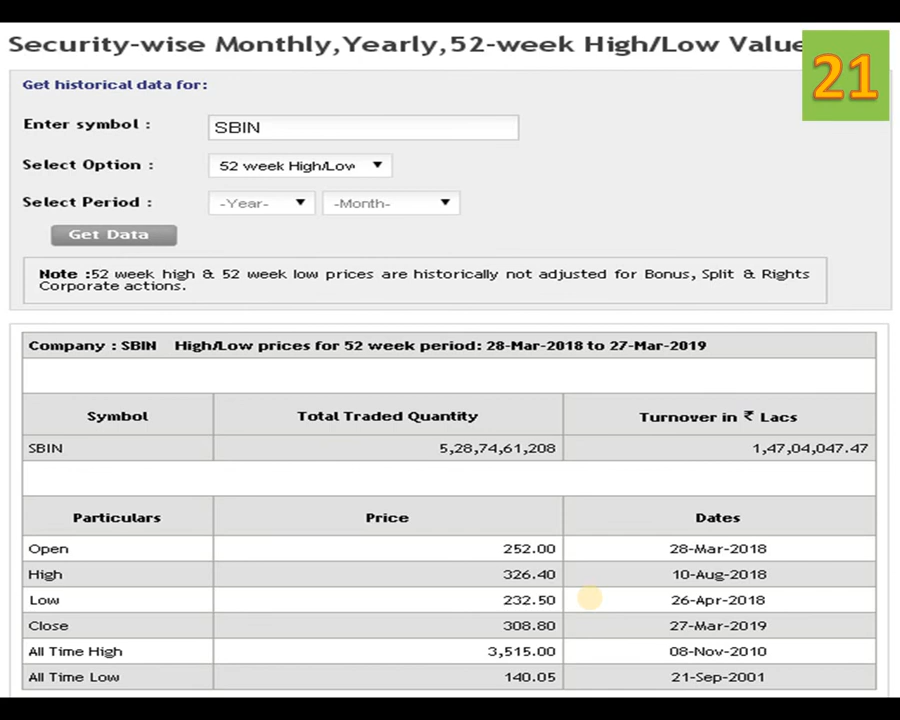 Security-wise Monthly,Yearly,52-week High/Low Value
21
Get historical data for:
Enter symbol : SBIN
Select Option : 52 week High/Low
Select Period : -Year- -Month-
Get Data
Note :52 week high & 52 week low prices are historically not adjusted for Bonus, Split & Rights
Corporate actions.
Company : SBIN High/Low prices for 52 week period: 28-Mar-2018 to 27-Mar-2019
Symbol Total Traded Quantity Turnover in ₹ Lacs
SBIN 5,28,74,61,208 1,47,04,047.47
Particulars Price Dates
Open 252.00 28-Mar-2018
High 326.40 10-Aug-2018
Low 232.50 26-Apr-2018
Close 308.80 27-Mar-2019
All Time High 3,515.00 08-Nov-2010
All Time Low 140.05 21-Sep-2001